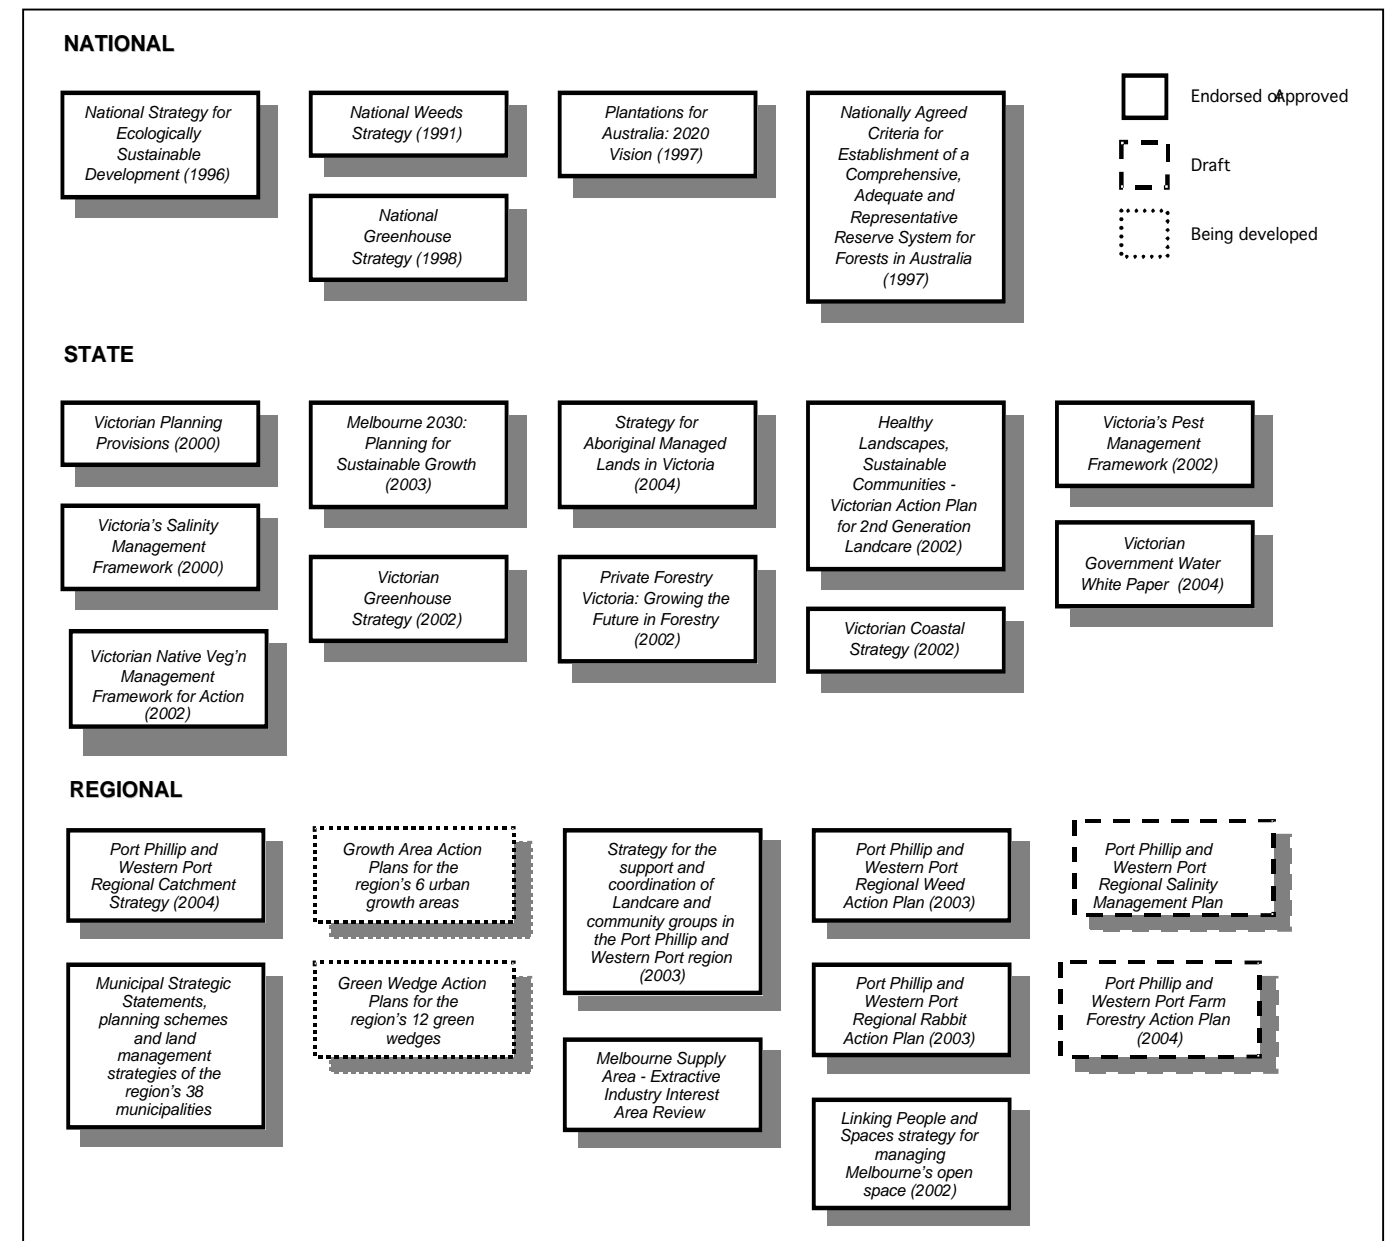 NATIONAL
National Strategy for
Ecologically
Sustainable
Development (1996)
National Weeds
Strategy (1991)
National
Greenhouse
Strategy (1998)
Plantations for
Australia: 2020
Vision (1997)
Nationally Agreed
Criteria for
Establishment of a
Comprehensive,
Adequate and
Representative
Reserve System for
Forests in Australia
(1997)
Endorsed or Approved
Draft
Being developed
STATE
Victorian Planning
Provisions (2000)
Victoria's Salinity
Management
Framework (2000)
Victorian Native Veg'n
Management
Framework for Action
(2002)
Melbourne 2030:
Planning for
Sustainable Growth
(2003)
Victorian
Greenhouse
Strategy (2002)
Strategy for
Aboriginal Managed
Lands in Victoria
(2004)
Private Forestry
Victoria: Growing the
Future in Forestry
(2002)
Healthy
Landscapes,
Sustainable
Communities -
Victorian Action Plan
for 2nd Generation
Landcare (2002)
Victorian Coastal
Strategy (2002)
Victoria's Pest
Management
Framework (2002)
Victorian
Government Water
White Paper (2004)
REGIONAL
Port Phillip and
Western Port
Regional Catchment
Strategy (2004)
Municipal Strategic
Statements,
planning schemes
and land
management
strategies of the
region's 38
municipalities
Growth Area Action
Plans for the
region's 6 urban
growth areas
Green Wedge Action
Plans for the
region's 12 green
wedges
Strategy for the
support and
coordination of
Landcare and
community groups in
the Port Phillip and
Western Port region
(2003)
Melbourne Supply
Area - Extractive
Industry Interest
Area Review
Port Phillip and
Western Port
Regional Weed
Action Plan (2003)
Port Phillip and
Western Port
Regional Rabbit
Action Plan (2003)
Linking People and
Spaces strategy for
managing
Melbourne's open
space (2002)
Port Phillip and
Western Port
Regional Salinity
Management Plan
Port Phillip and
Western Port Farm
Forestry Action Plan
(2004)